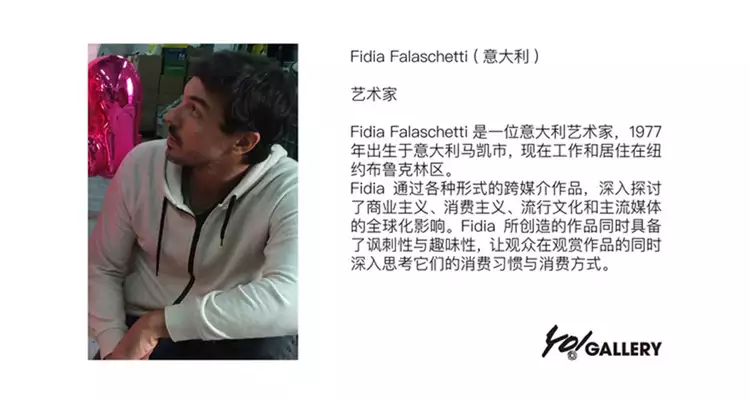 Fidia Falaschetti（意大利）
艺术家
Fidia Falaschetti 是一位意大利艺术家，1977
年出生于意大利马凯市，现在工作和居住在纽
约布鲁克林区。
Fidia 通过各种形式的跨媒介作品，深入探讨
了商业主义、消费主义、流行文化和主流媒体
的全球化影响。Fidia 所创造的作品同时具备
了讽刺性与趣味性，让观众在观赏作品的同时
深入思考它们的消费习惯与消费方式。
YO! GALLERY